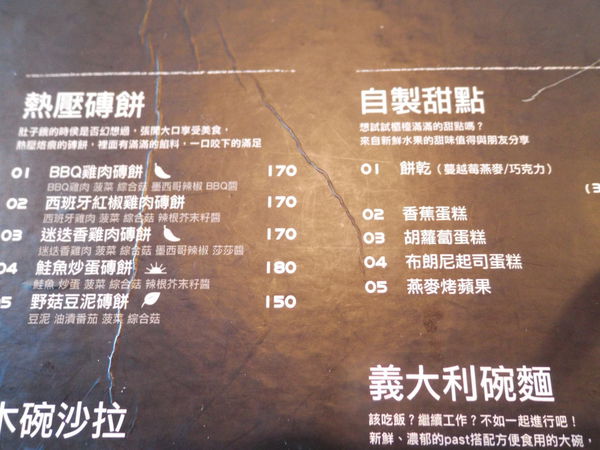 熱壓磚餅
肚子餓的時候是否幻想過,張開大口享受美食,
熱壓烙痕的磚餅,裡面有滿滿的餡料,一口咬下的滿足
01 BBQ雞肉磚餅 170
BBQ雞肉 菠菜 綜合菇 墨西哥辣椒 BBQ醬
02 西班牙紅椒雞肉磚餅 170
西班牙雞肉 菠菜 綜合菇 辣根芥末籽醬
03 迷迭香雞肉磚餅 170
迷迭香雞肉 菠菜 綜合菇 墨西哥辣椒 莎莎醬
04 鮭魚炒蛋磚餅 180
鮭魚 炒蛋 菠菜 綜合菇 辣根芥末籽醬
05 野菇豆泥磚餅 150
豆泥 油漬番茄 菠菜 綜合菇
木碗沙拉
自製甜點
想試試櫃檯滿滿的甜點嗎?
來自新鮮水果的甜味值得與朋友分享
01 餅乾(蔓越莓燕麥/巧克力)
02 香蕉蛋糕
03 胡蘿蔔蛋糕
04 布朗尼起司蛋糕
05 燕麥烤蘋果
義大利碗麵
該吃飯?繼續工作?不如一起進行吧!
新鮮、濃郁的past搭配方便食用的大碗,